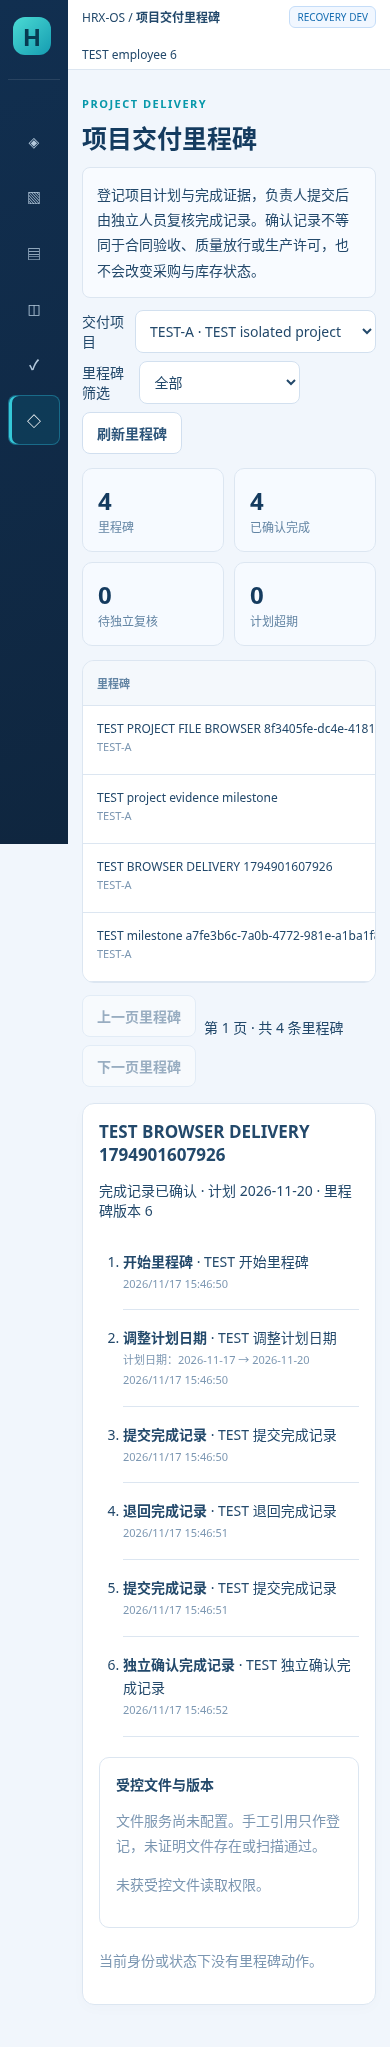 H
HRX-OS / 项目交付里程碑
RECOVERY DEV
TEST employee 6
PROJECT DELIVERY
项目交付里程碑
登记项目计划与完成证据，负责人提交后
由独立人员复核完成记录。确认记录不等
同于合同验收、质量放行或生产许可，也
不会改变采购与库存状态。
交付项
目
TEST-A · TEST isolated project
里程碑
筛选
全部
刷新里程碑
4
里程碑
4
已确认完成
0
待独立复核
0
计划超期
里程碑
TEST PROJECT FILE BROWSER 8f3405fe-dc4e-4181
TEST-A
TEST project evidence milestone
TEST-A
TEST BROWSER DELIVERY 1794901607926
TEST-A
TEST milestone a7fe3b6c-7a0b-4772-981e-a1ba1f
TEST-A
上一页里程碑
第 1 页 · 共 4 条里程碑
下一页里程碑
TEST BROWSER DELIVERY
1794901607926
完成记录已确认 · 计划 2026-11-20 · 里程
碑版本 6
1. 开始里程碑 · TEST 开始里程碑
2026/11/17 15:46:50
2. 调整计划日期 · TEST 调整计划日期
计划日期：2026-11-17 → 2026-11-20
2026/11/17 15:46:50
3. 提交完成记录 · TEST 提交完成记录
2026/11/17 15:46:50
4. 退回完成记录 · TEST 退回完成记录
2026/11/17 15:46:51
5. 提交完成记录 · TEST 提交完成记录
2026/11/17 15:46:51
6. 独立确认完成记录 · TEST 独立确认完
成记录
2026/11/17 15:46:52
受控文件与版本
文件服务尚未配置。手工引用只作登
记，未证明文件存在或扫描通过。
未获受控文件读取权限。
当前身份或状态下没有里程碑动作。